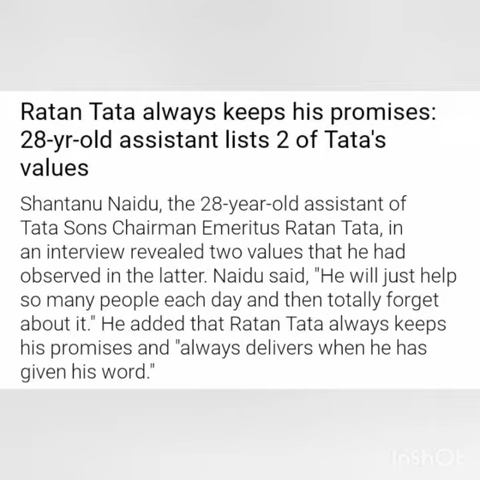 Ratan Tata always keeps his promises:
28-yr-old assistant lists 2 of Tata's
values
Shantanu Naidu, the 28-year-old assistant of
Tata Sons Chairman Emeritus Ratan Tata, in
an interview revealed two values that he had
observed in the latter. Naidu said, "He will just help
so many people each day and then totally forget
about it." He added that Ratan Tata always keeps
his promises and "always delivers when he has
given his word."
InShOt